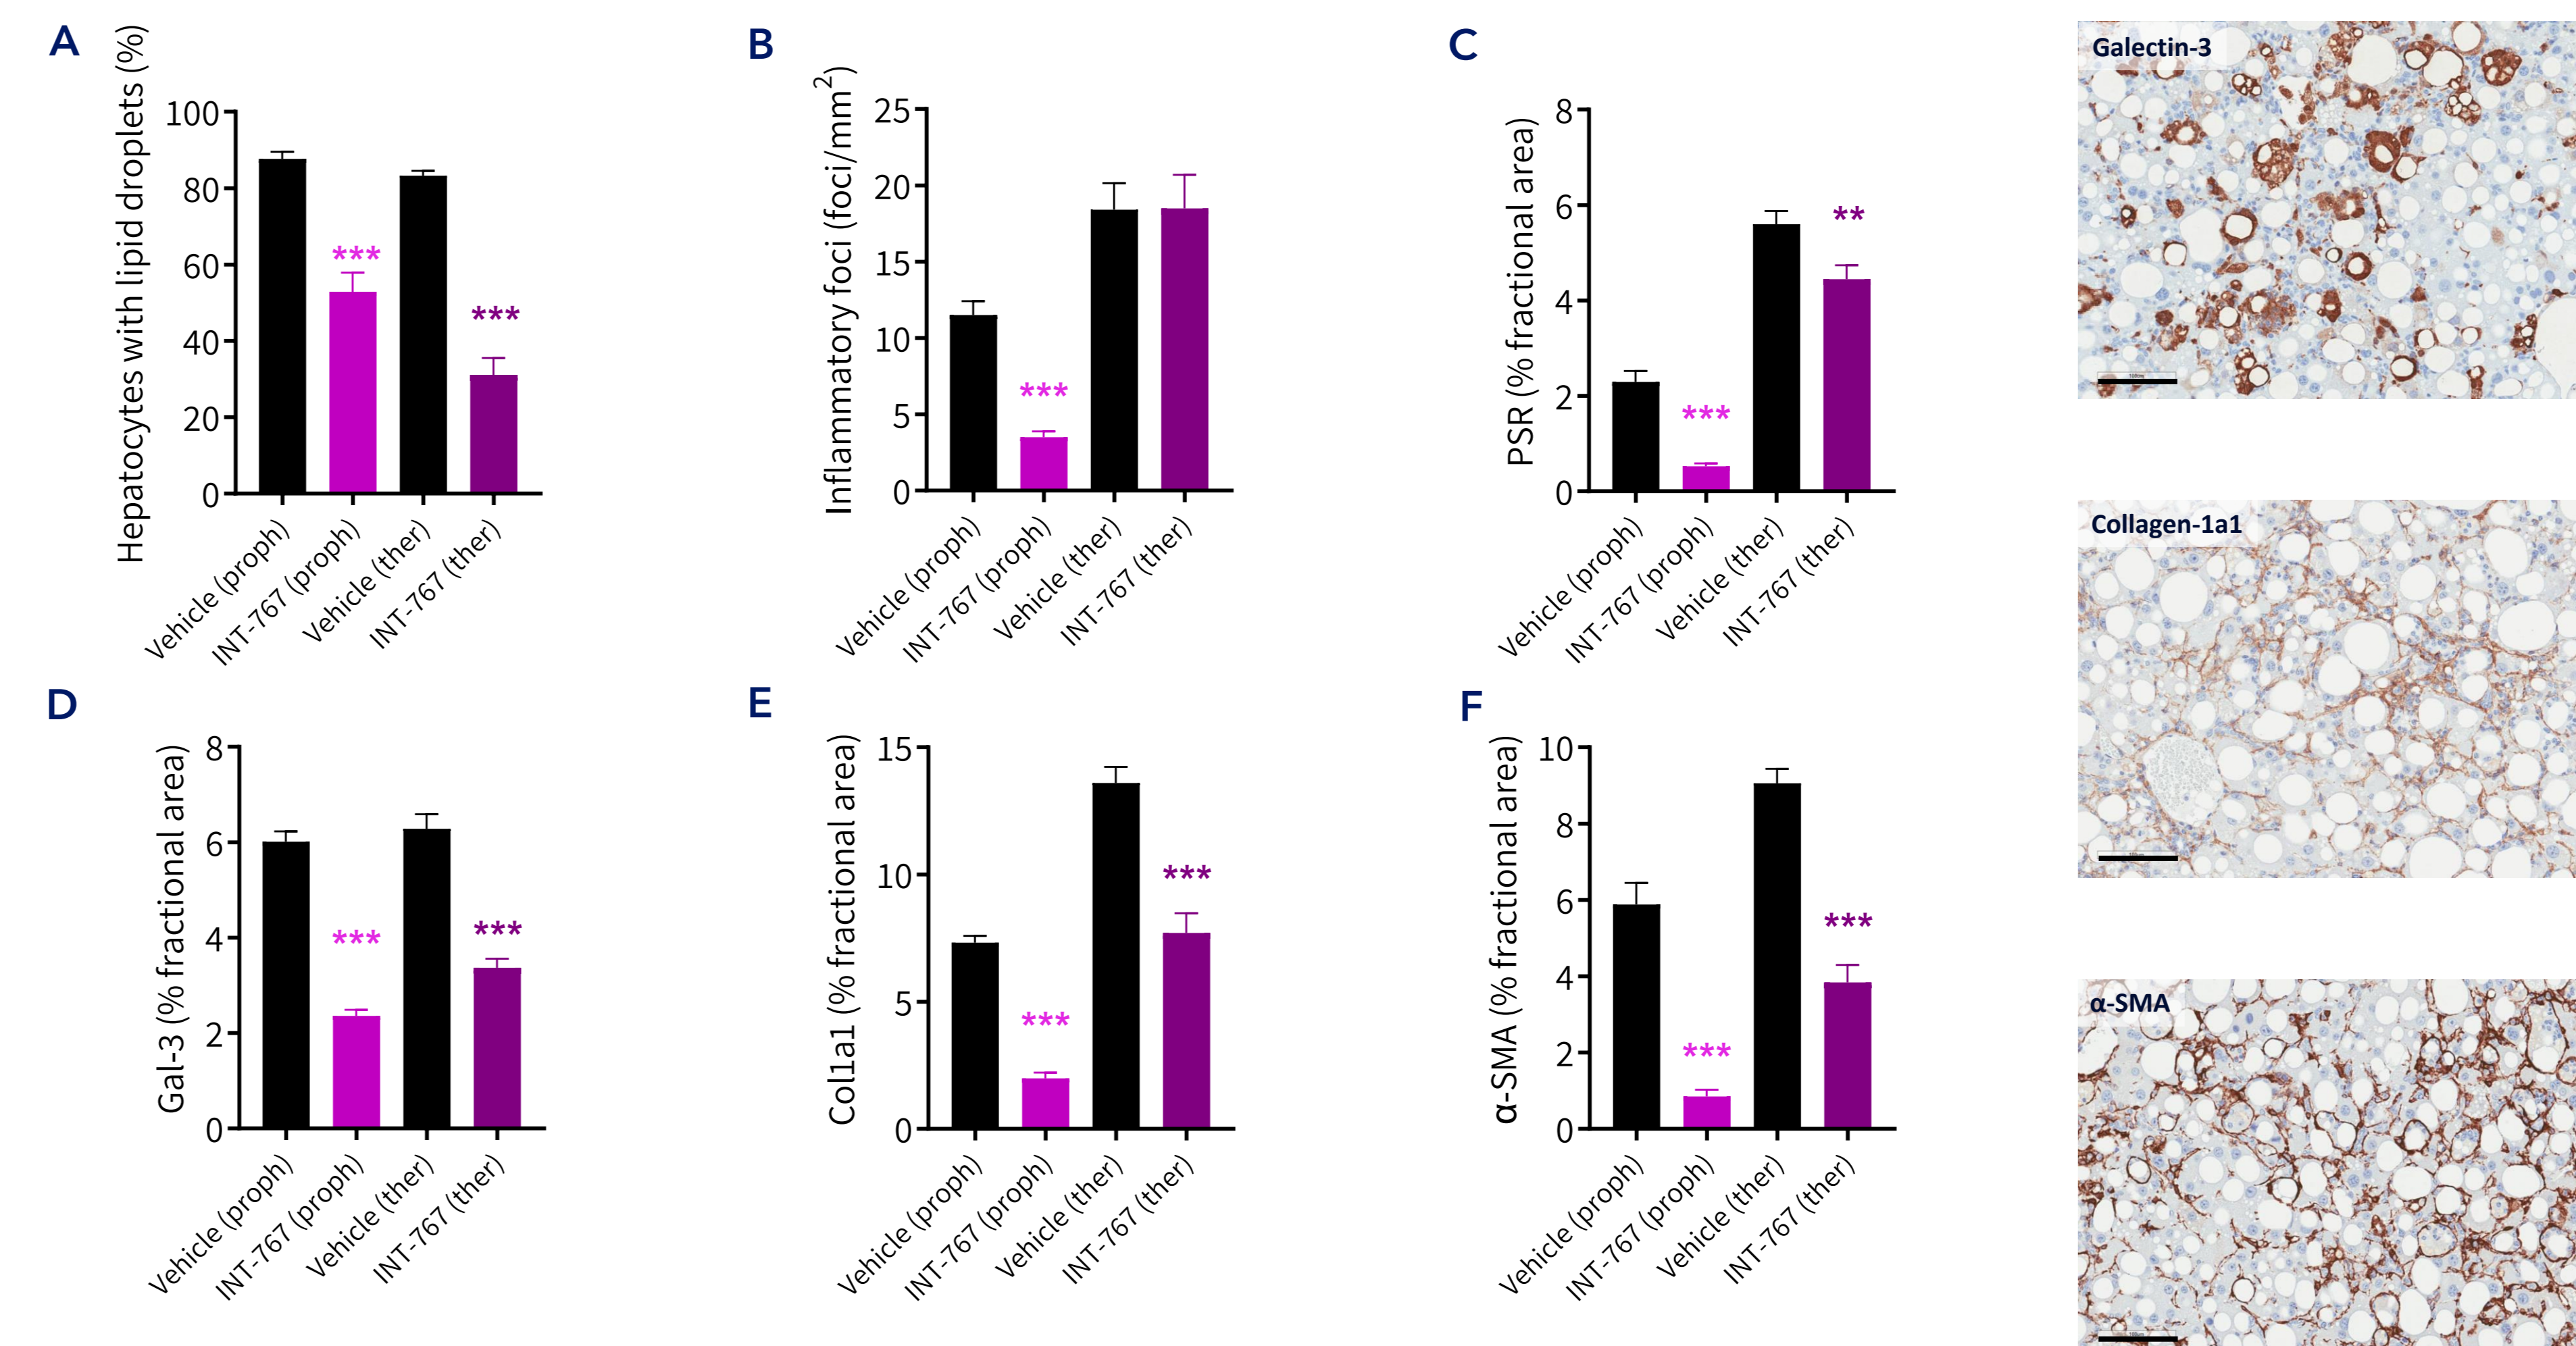 A
Hepatocytes with lipid droplets (%)
100
80
60
40
20
0
***
***
Vehicle (proph)
INT-767 (proph)
Vehicle (ther)
INT-767 (ther)
B
Inflammatory foci (foci/mm²)
25
20
15
10
5
0
***
Vehicle (proph)
INT-767 (proph)
Vehicle (ther)
INT-767 (ther)
C
PSR (% fractional area)
8
6
4
2
0
***
**
Vehicle (proph)
INT-767 (proph)
Vehicle (ther)
INT-767 (ther)
Galectin-3
Collagen-1a1
α-SMA
D
Gal-3 (% fractional area)
8
6
4
2
0
***
***
Vehicle (proph)
INT-767 (proph)
Vehicle (ther)
INT-767 (ther)
E
Col1a1 (% fractional area)
15
10
5
0
***
***
Vehicle (proph)
INT-767 (proph)
Vehicle (ther)
INT-767 (ther)
F
α-SMA (% fractional area)
10
8
6
4
2
0
***
***
Vehicle (proph)
INT-767 (proph)
Vehicle (ther)
INT-767 (ther)